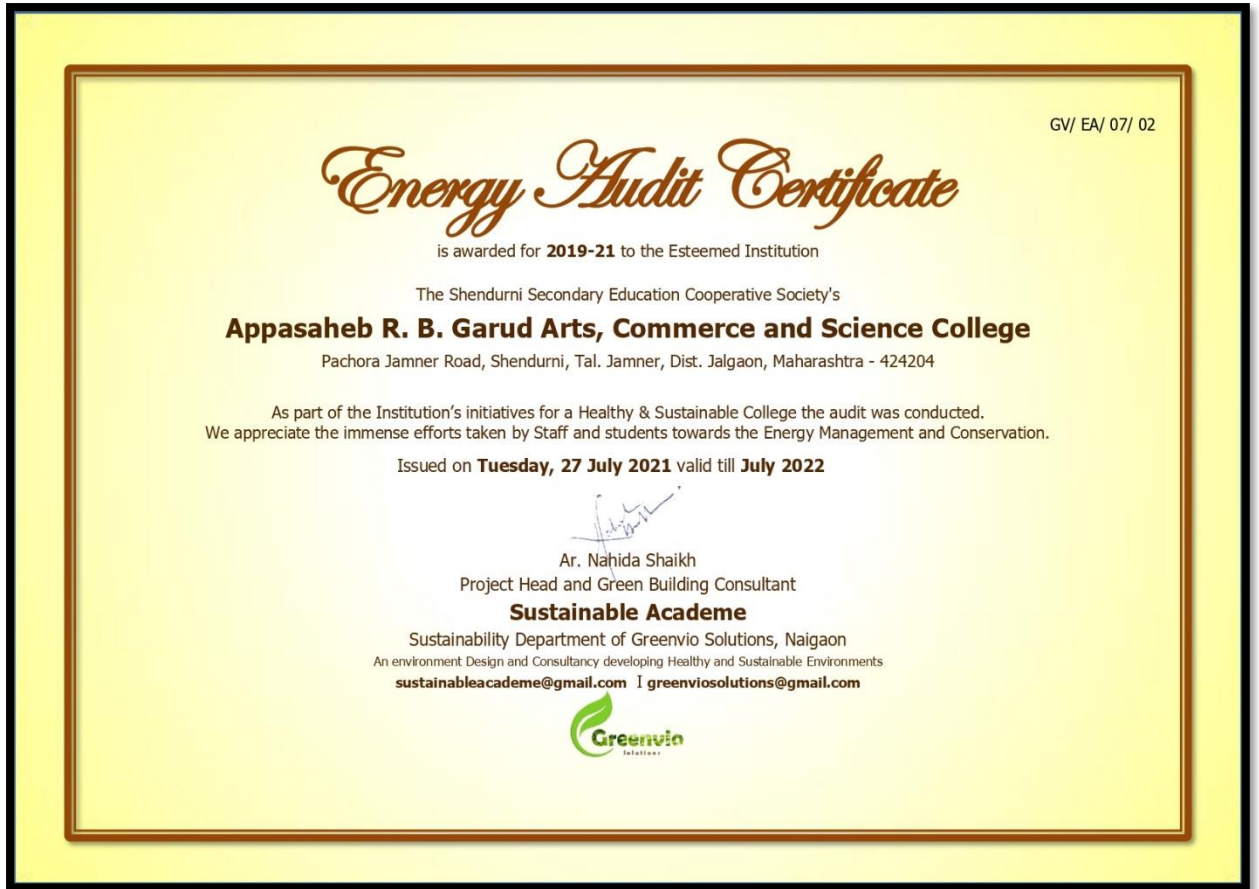 GV/ EA/ 07/ 02
Energy Audit Certificate
is awarded for 2019-21 to the Esteemed Institution
The Shendurni Secondary Education Cooperative Society's
Appasaheb R. B. Garud Arts, Commerce and Science College
Pachora Jamner Road, Shendurni, Tal. Jamner, Dist. Jalgaon, Maharashtra - 424204
As part of the Institution's initiatives for a Healthy & Sustainable College the audit was conducted.
We appreciate the immense efforts taken by Staff and students towards the Energy Management and Conservation.
Issued on Tuesday, 27 July 2021 valid till July 2022
Ar. Nahida Shaikh
Project Head and Green Building Consultant
Sustainable Academe
Sustainability Department of Greenvio Solutions, Naigaon
An environment Design and Consultancy developing Healthy and Sustainable Environments
sustainableacademe@gmail.com I greenviosolutions@gmail.com
Greenvio
Solutions